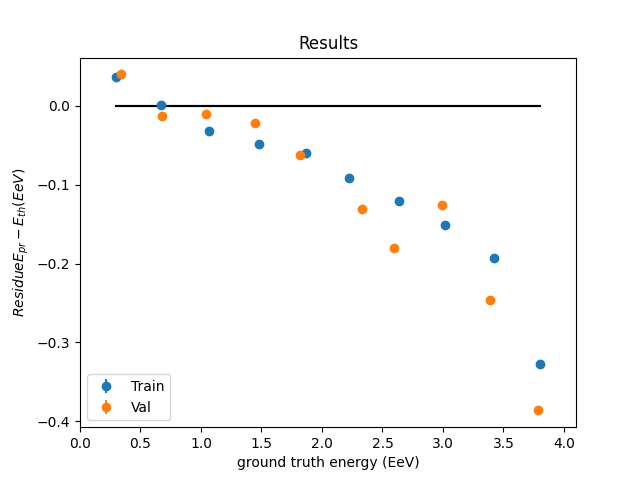 Results
0.0
−0.1
−0.2
−0.3
−0.4
ResidueE_{pr} − E_{th}(EeV)
Train
Val
0.0 0.5 1.0 1.5 2.0 2.5 3.0 3.5 4.0
ground truth energy (EeV)